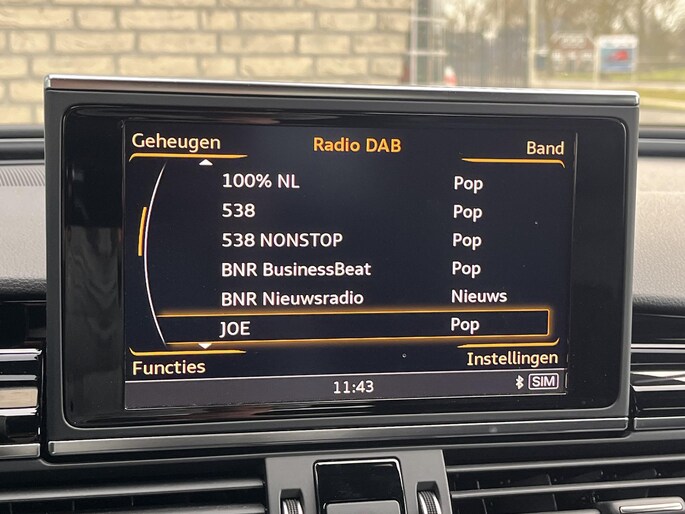 Geheugen Radio DAB Band
100% NL Pop
538 Pop
538 NONSTOP Pop
BNR BusinessBeat Pop
BNR Nieuwsradio Nieuws
JOE Pop
Functies Instellingen
11:43 SIM